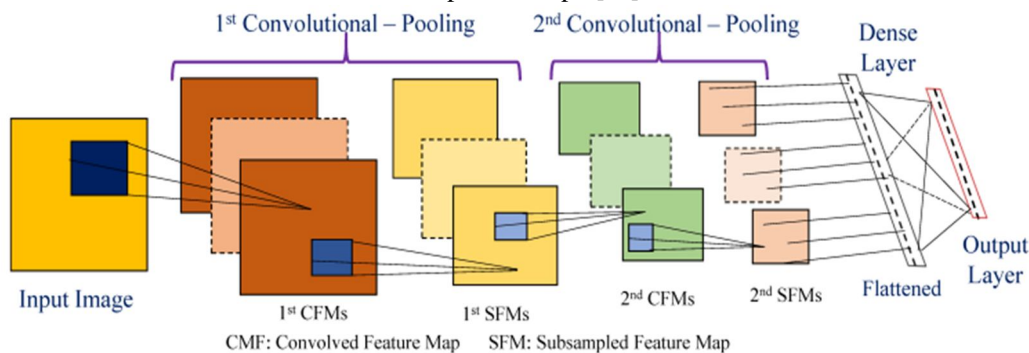 1st Convolutional – Pooling
2nd Convolutional – Pooling
Dense
Layer
Input Image
1st CFMs
1st SFMs
2nd CFMs
2nd SFMs
Flattened
Output
Layer
CMF: Convolved Feature Map SFM: Subsampled Feature Map